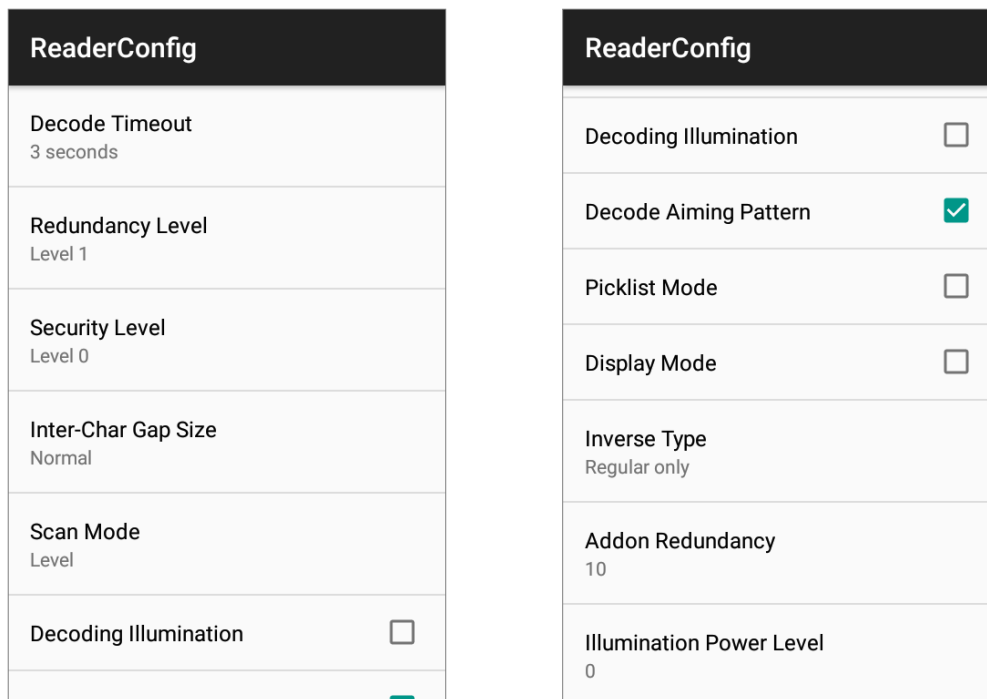 ReaderConfig
Decode Timeout
3 seconds
Redundancy Level
Level 1
Security Level
Level 0
Inter-Char Gap Size
Normal
Scan Mode
Level
Decoding Illumination
ReaderConfig
Decoding Illumination
Decode Aiming Pattern
Picklist Mode
Display Mode
Inverse Type
Regular only
Addon Redundancy
10
Illumination Power Level
0